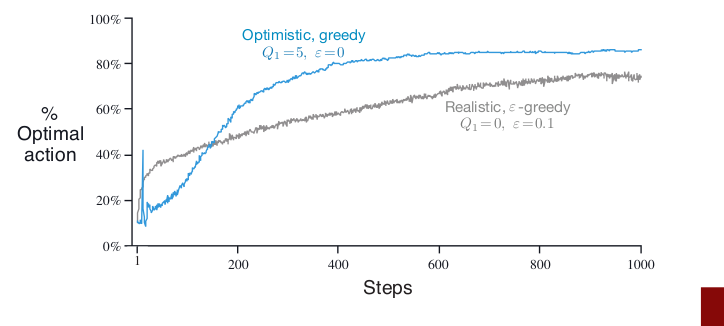 100%
80%
60%
40%
20%
0%
%
Optimal
action
Optimistic, greedy
Q1 = 5, ε = 0
Realistic, ε-greedy
Q1 = 0, ε = 0.1
1
200
400
600
800
1000
Steps